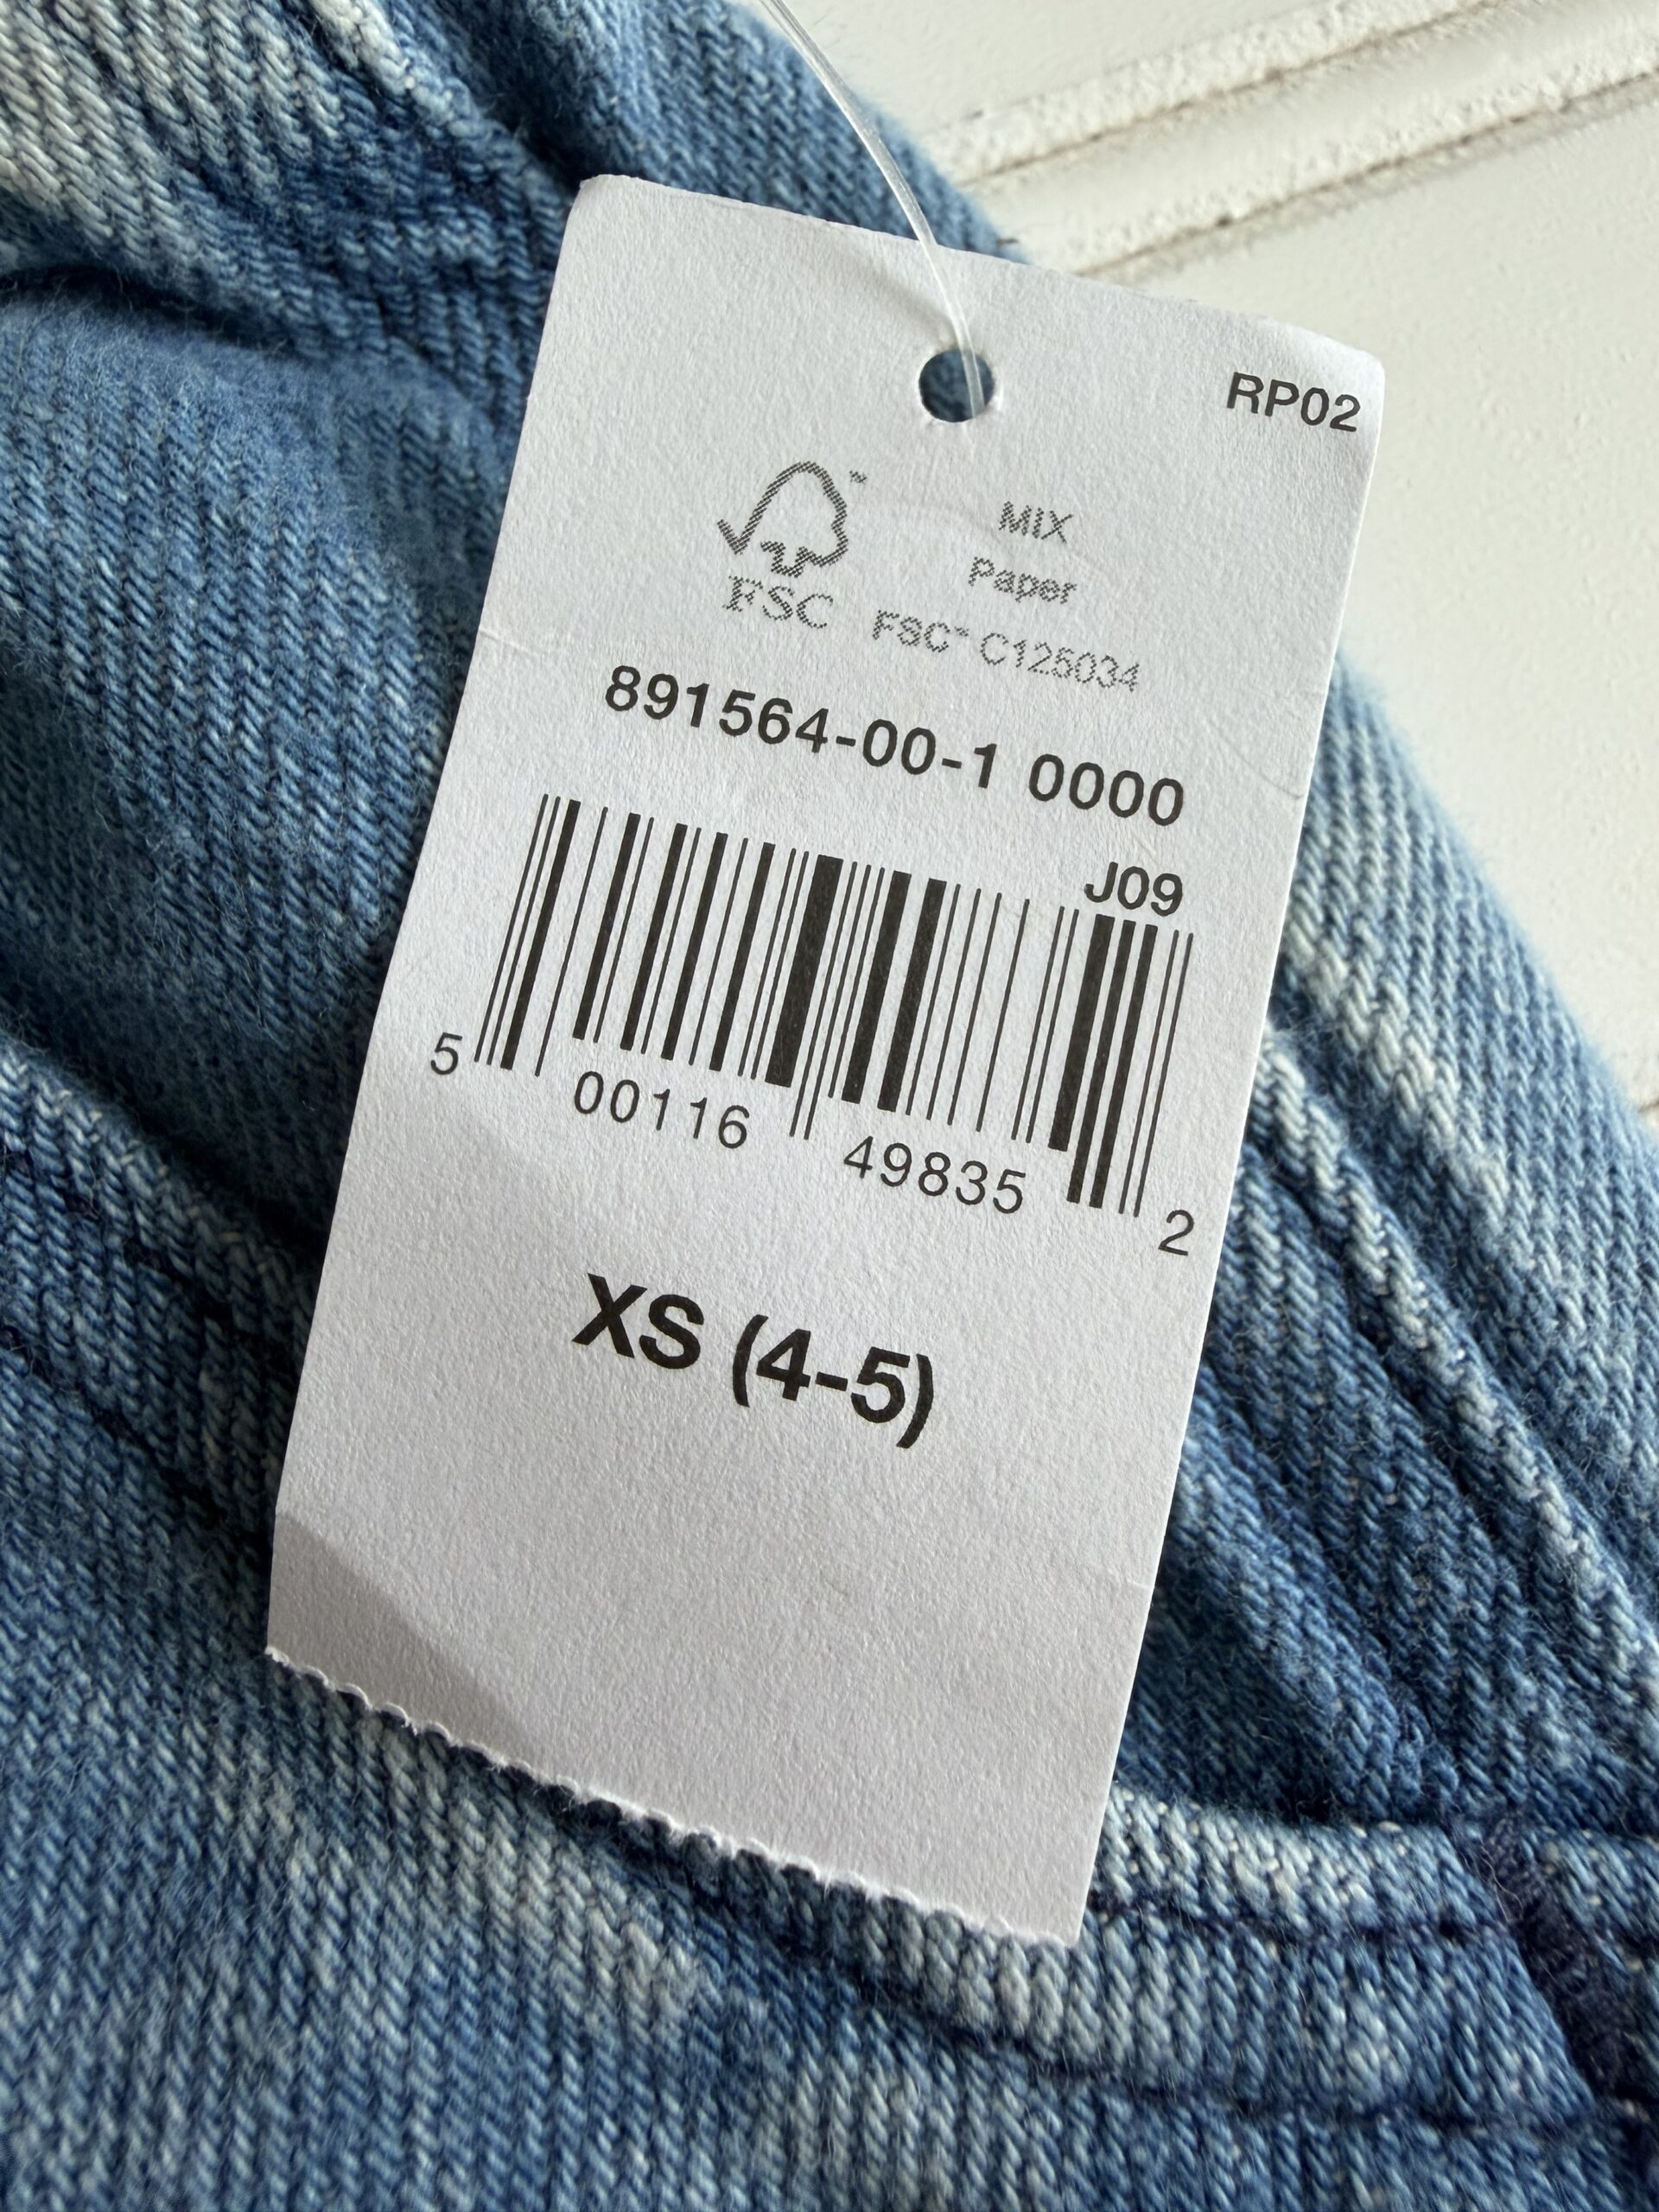 RP02
MIX
Paper
FSC FSC™ C125034
891564-00-1 0000
J09
5 00116 49835 2
XS (4-5)